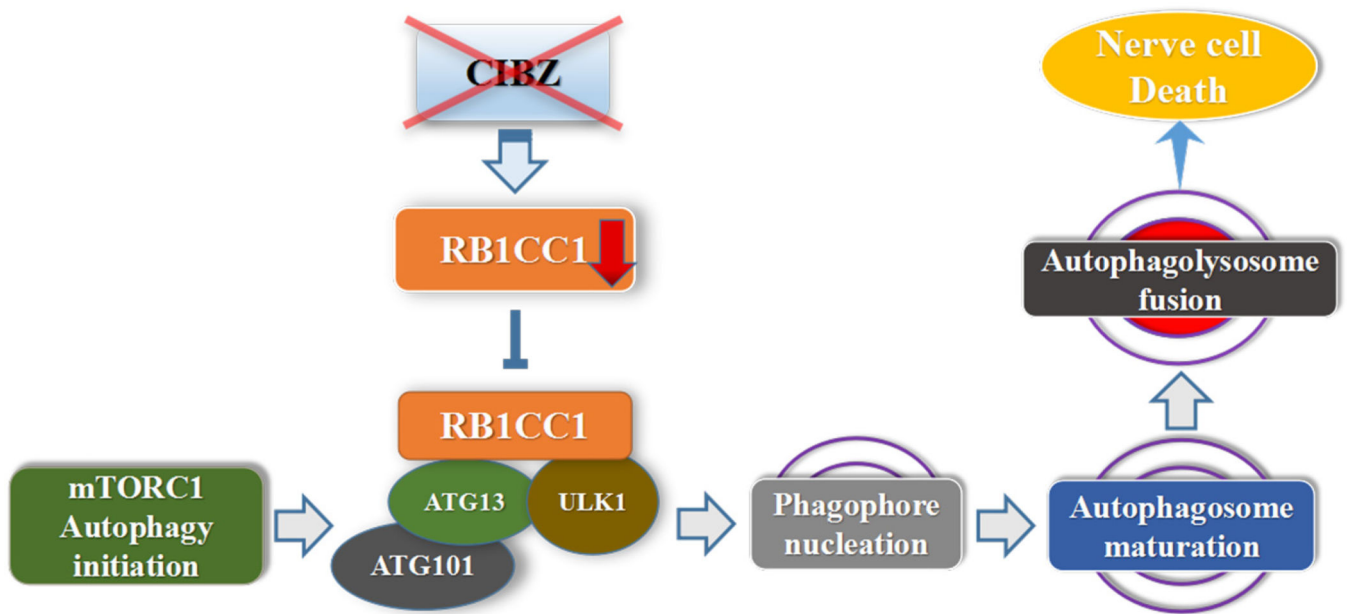 CIBZ
RB1CC1
RB1CC1
mTORC1
Autophagy
initiation
ATG13
ULK1
ATG101
Phagophore
nucleation
Autophagosome
maturation
Autophagolysosome
fusion
Nerve cell
Death